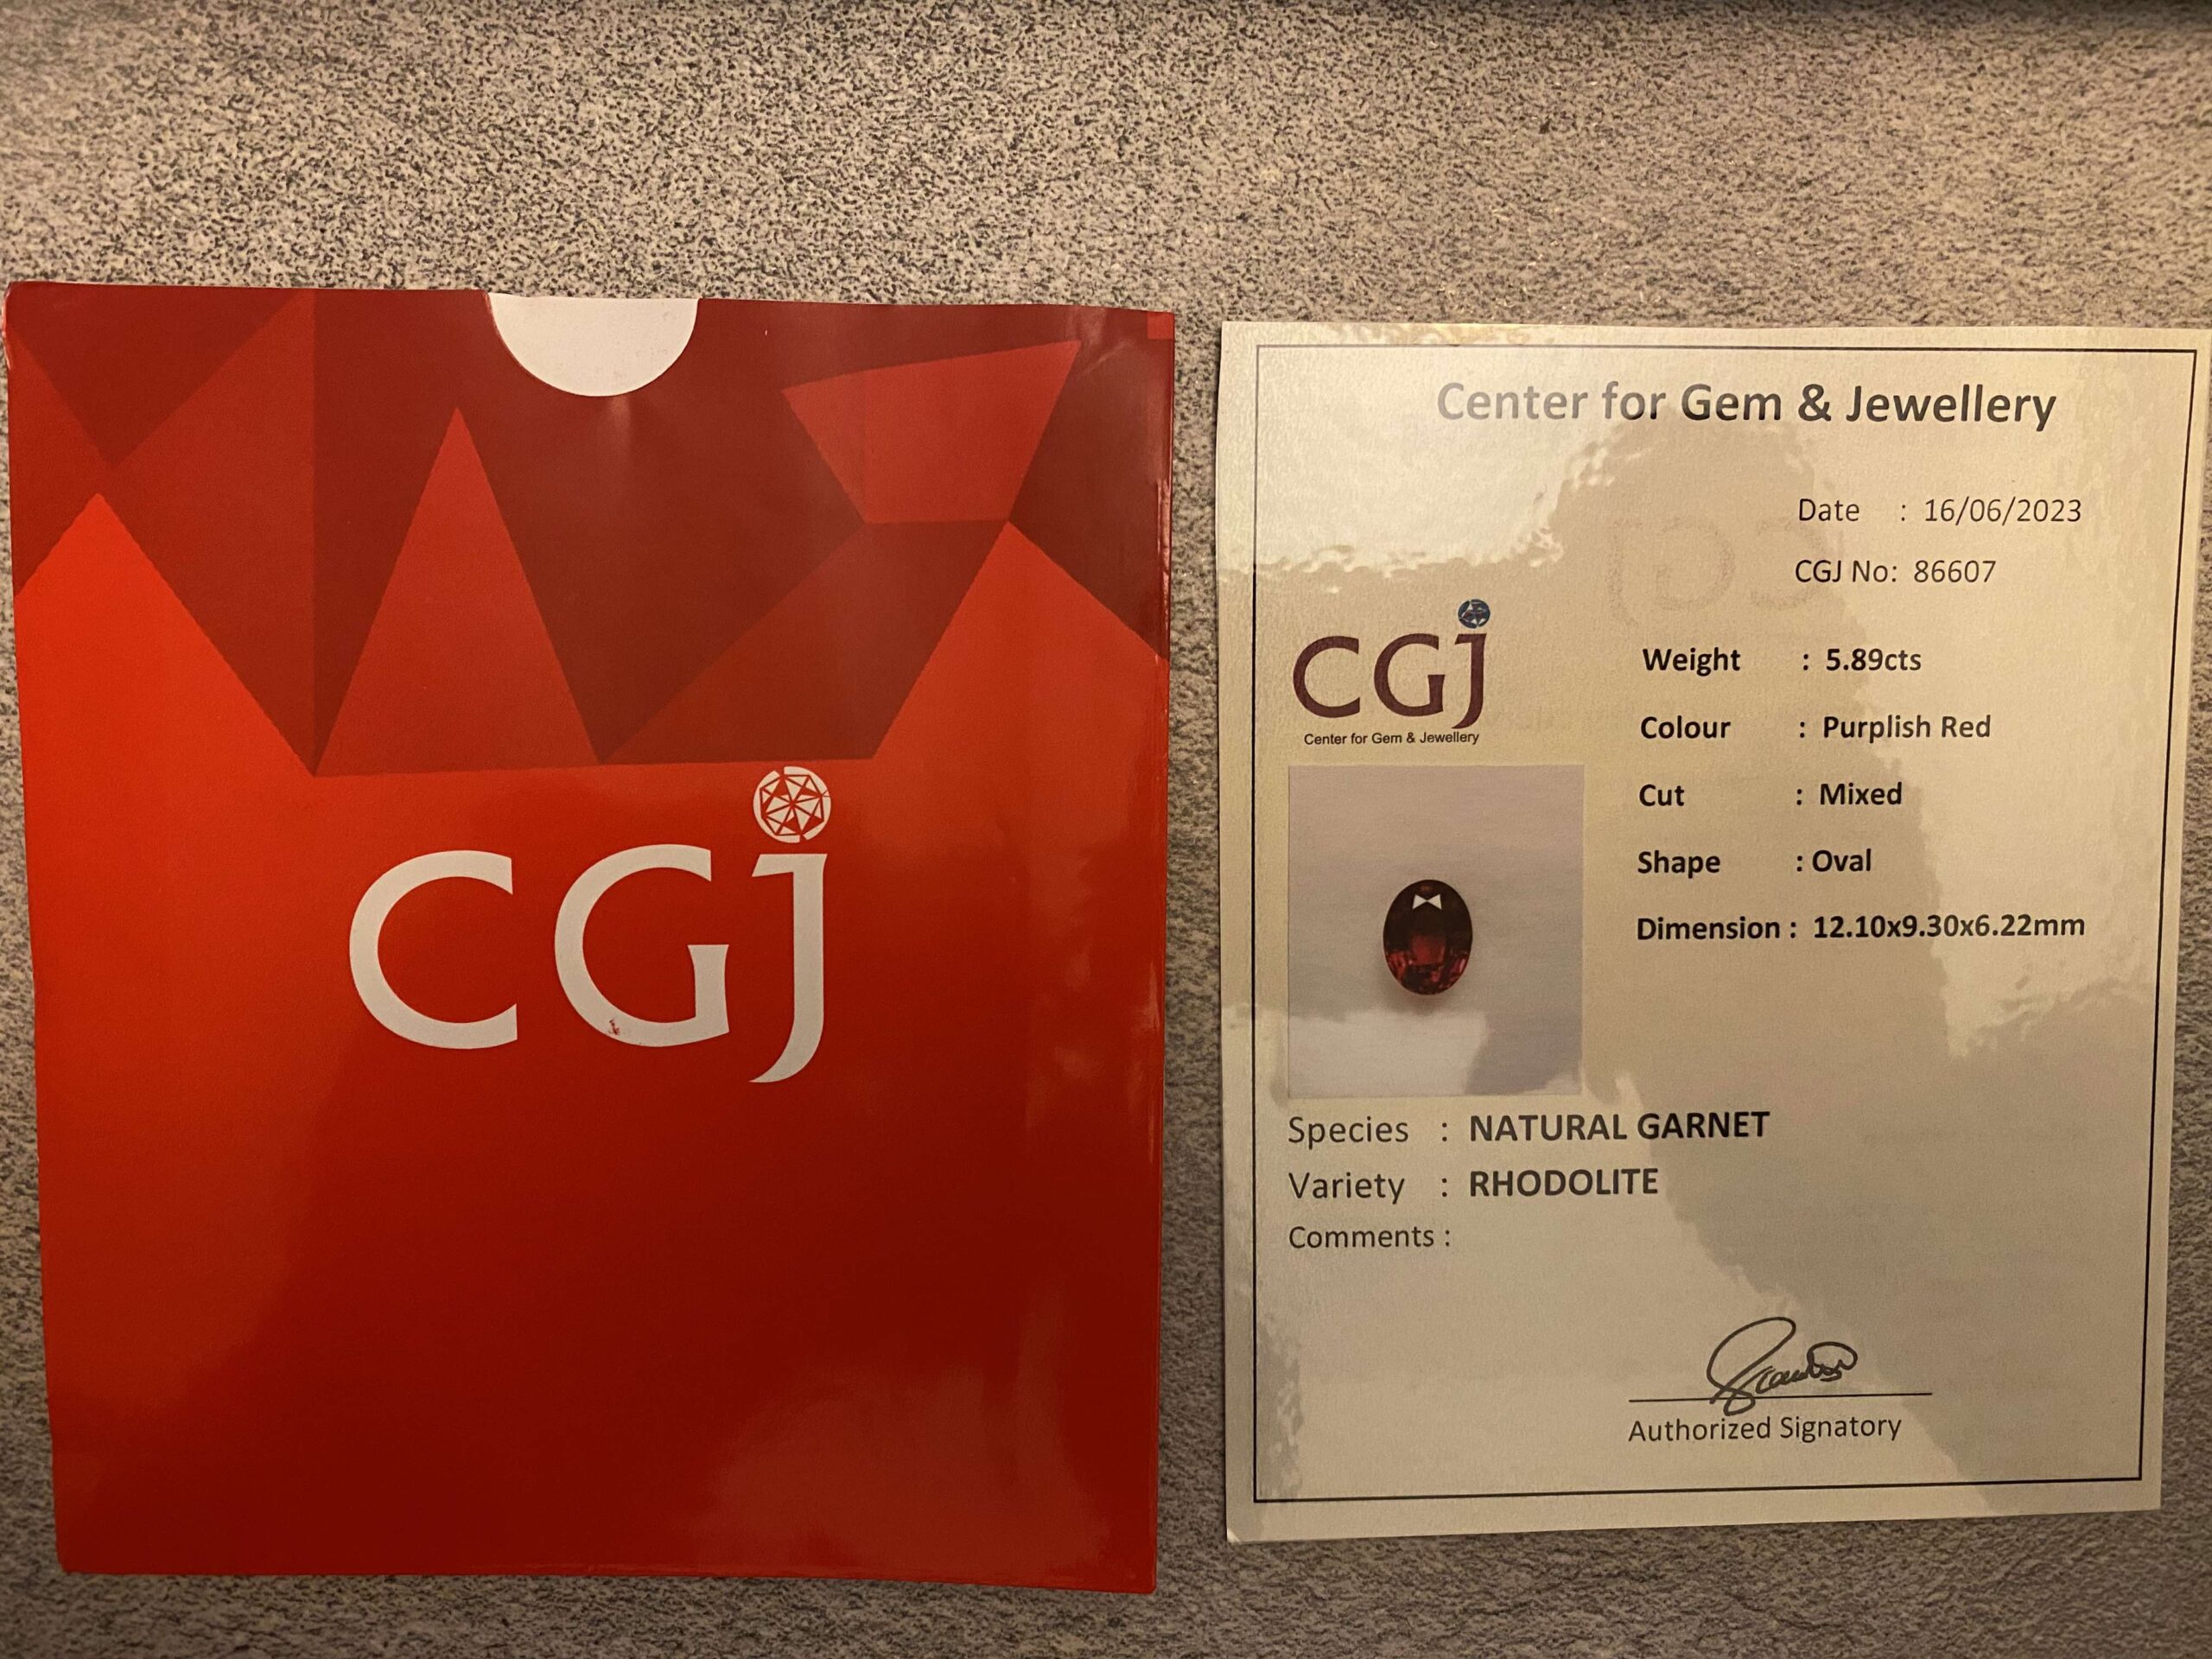 CGJ
Center for Gem & Jewellery
Date : 16/06/2023
CGJ No: 86607
CGJ
Center for Gem & Jewellery
Weight : 5.89cts
Colour : Purplish Red
Cut : Mixed
Shape : Oval
Dimension : 12.10x9.30x6.22mm
Species : NATURAL GARNET
Variety : RHODOLITE
Comments :
Authorized Signatory